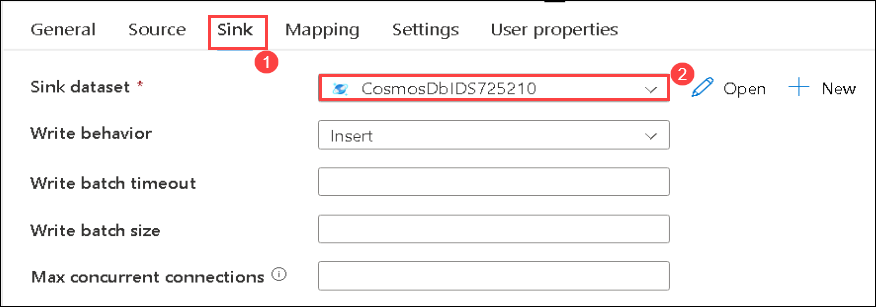 General Source Sink Mapping Settings User properties
1
Sink dataset * CosmosDbIDS725210 2 Open New
Write behavior Insert
Write batch timeout
Write batch size
Max concurrent connections